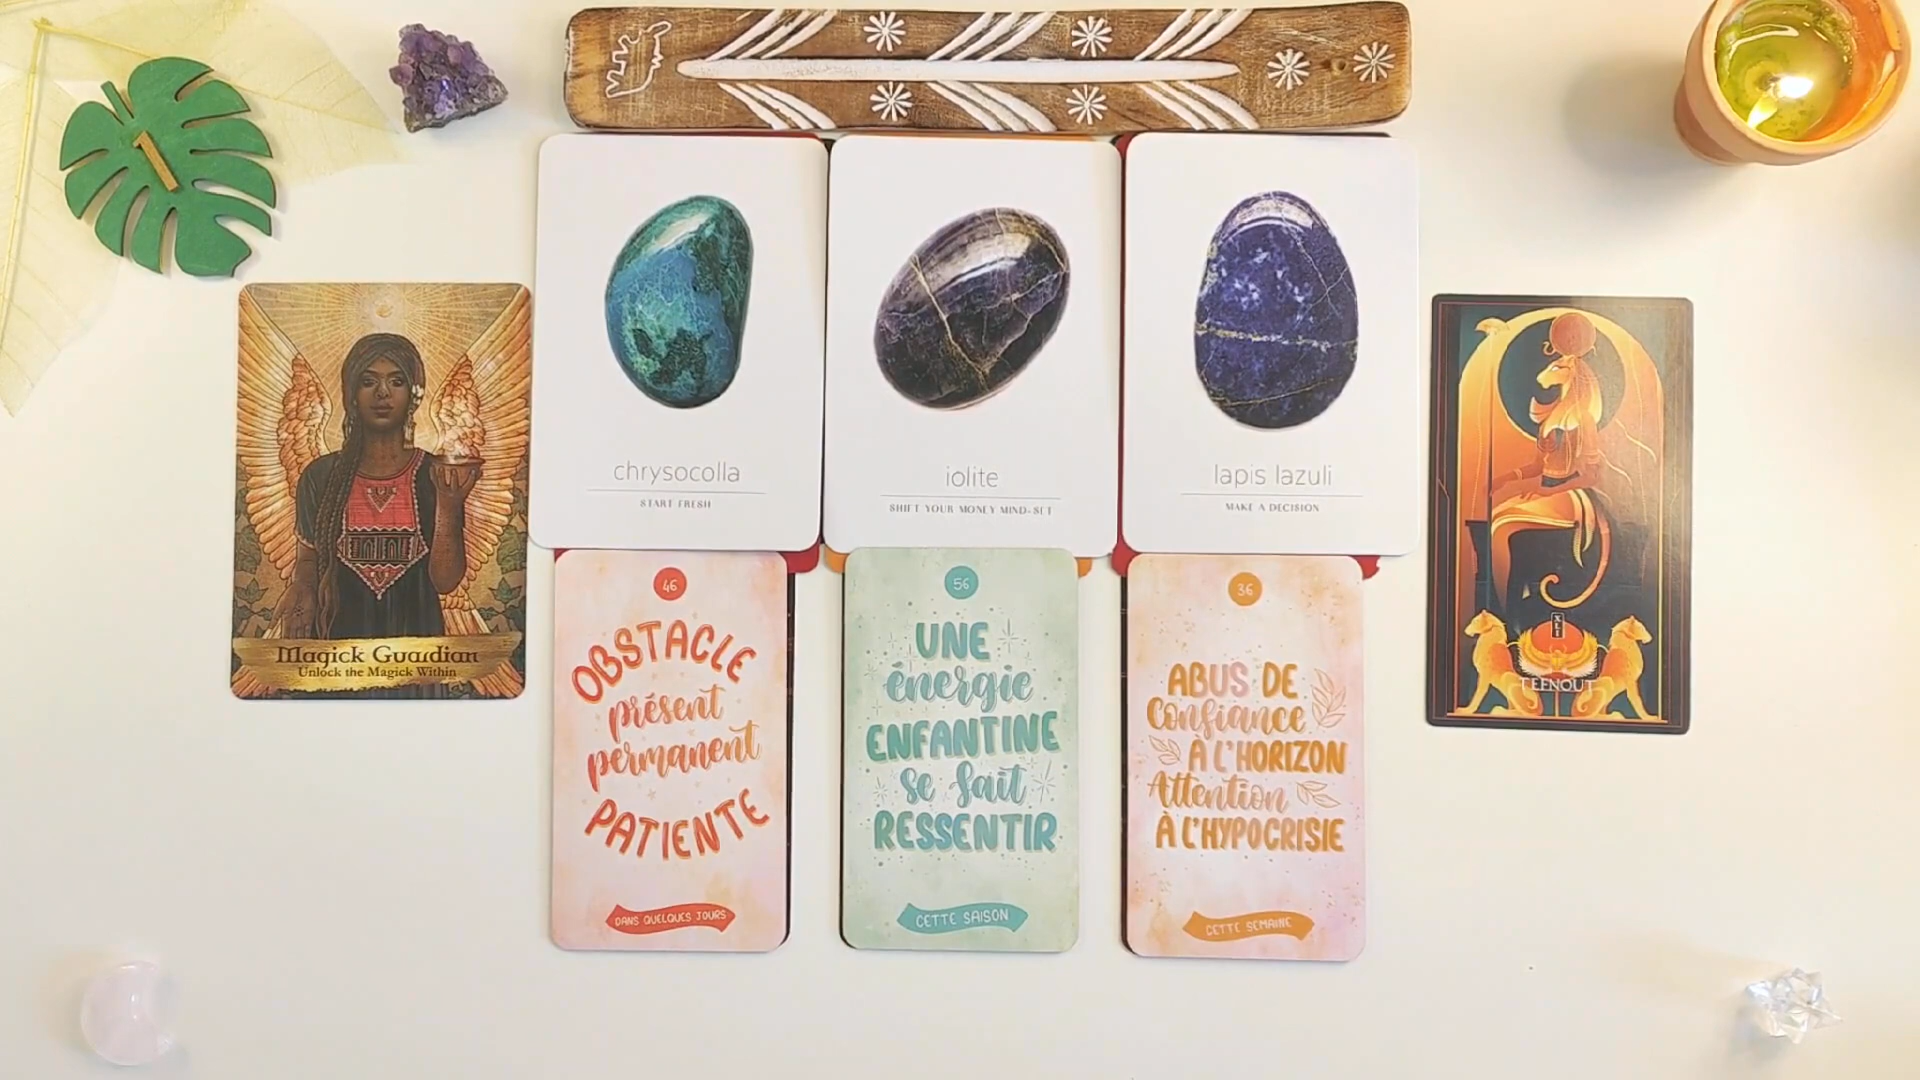 1
chrysocolla
START FRESH
iolite
SHIFT YOUR MONEY MIND-SET
lapis lazuli
MAKE A DECISION
Magick Guardian
Unlock the Magick Within
XLI
TEFNOUT
46
OBSTACLE
présent
permanent
PATIENTE
DANS QUELQUES JOURS
56
UNE
énergie
ENFANTINE
se fait
RESSENTIR
CETTE SAISON
36
ABUS DE
Confiance
À L'HORIZON
Attention
À L'HYPOCRISIE
CETTE SEMAINE